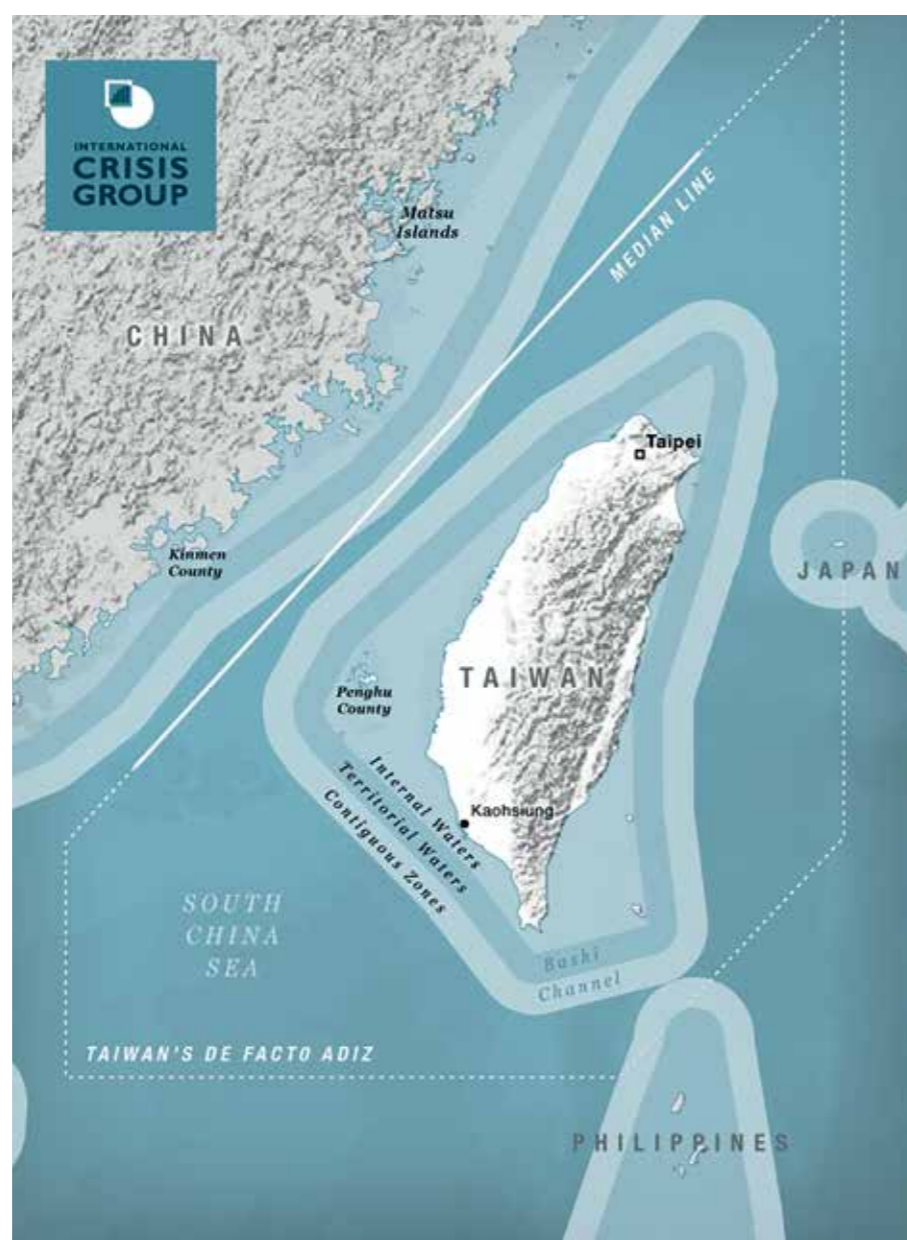 INTERNATIONAL
CRISIS
GROUP
Matsu
Islands
MEDIAN LINE
CHINA
Taipei
Kinmen
County
JAPAN
TAIWAN
Penghu
County
Internal Waters
Territorial Waters
Contiguous Zones
Kaohsiung
SOUTH
CHINA
SEA
Bashi
Channel
TAIWAN'S DE FACTO ADIZ
PHILIPPINES